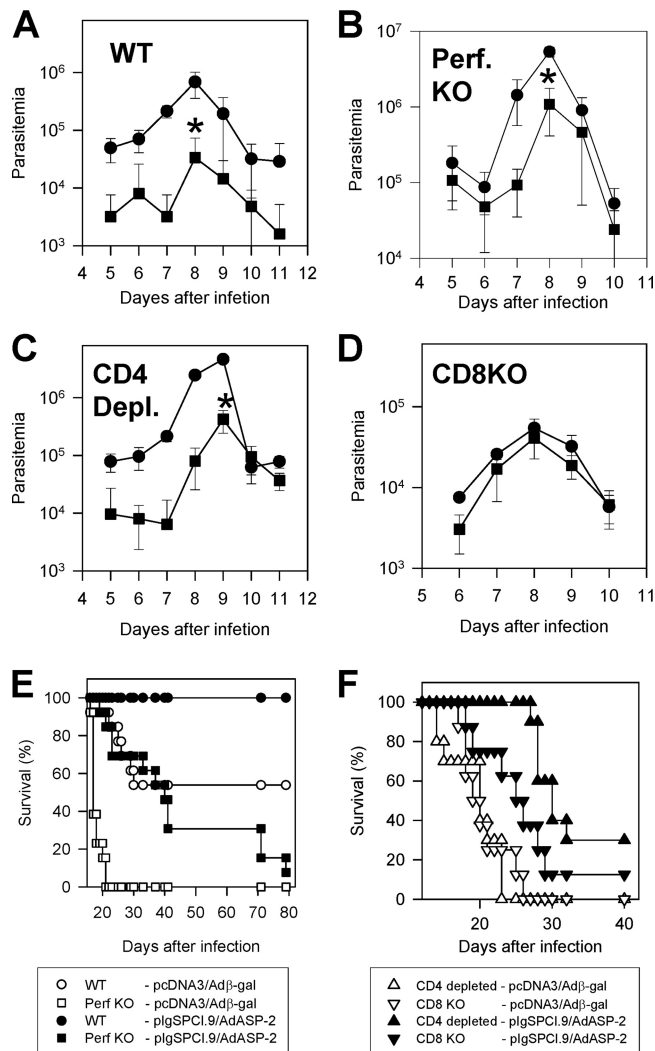 A
WT
Parasitemia
10^6
10^5
10^4
10^3
*
4 5 6 7 8 9 10 11 12
Dayes after infetion
B
Perf.
KO
Parasitemia
10^7
10^6
10^5
10^4
*
4 5 6 7 8 9 10 11
Days after infection
C
CD4
Depl.
Parasitemia
10^6
10^5
10^4
10^3
*
4 5 6 7 8 9 10 11 12
Days after infection
D
CD8KO
Parasitemia
10^5
10^4
10^3
5 6 7 8 9 10 11
Days after infection
E
Survival (%)
100
80
60
40
20
0
20 30 40 50 60 70 80
Days after infection
WT - pcDNA3/Adβ-gal
Perf KO - pcDNA3/Adβ-gal
WT - pIgSPCl.9/AdASP-2
Perf KO - pIgSPCl.9/AdASP-2
F
Survival (%)
100
80
60
40
20
0
20 30 40
Days after infection
CD4 depleted - pcDNA3/Adβ-gal
CD8 KO - pcDNA3/Adβ-gal
CD4 depleted - pIgSPCl.9/AdASP-2
CD8 KO - pIgSPCl.9/AdASP-2